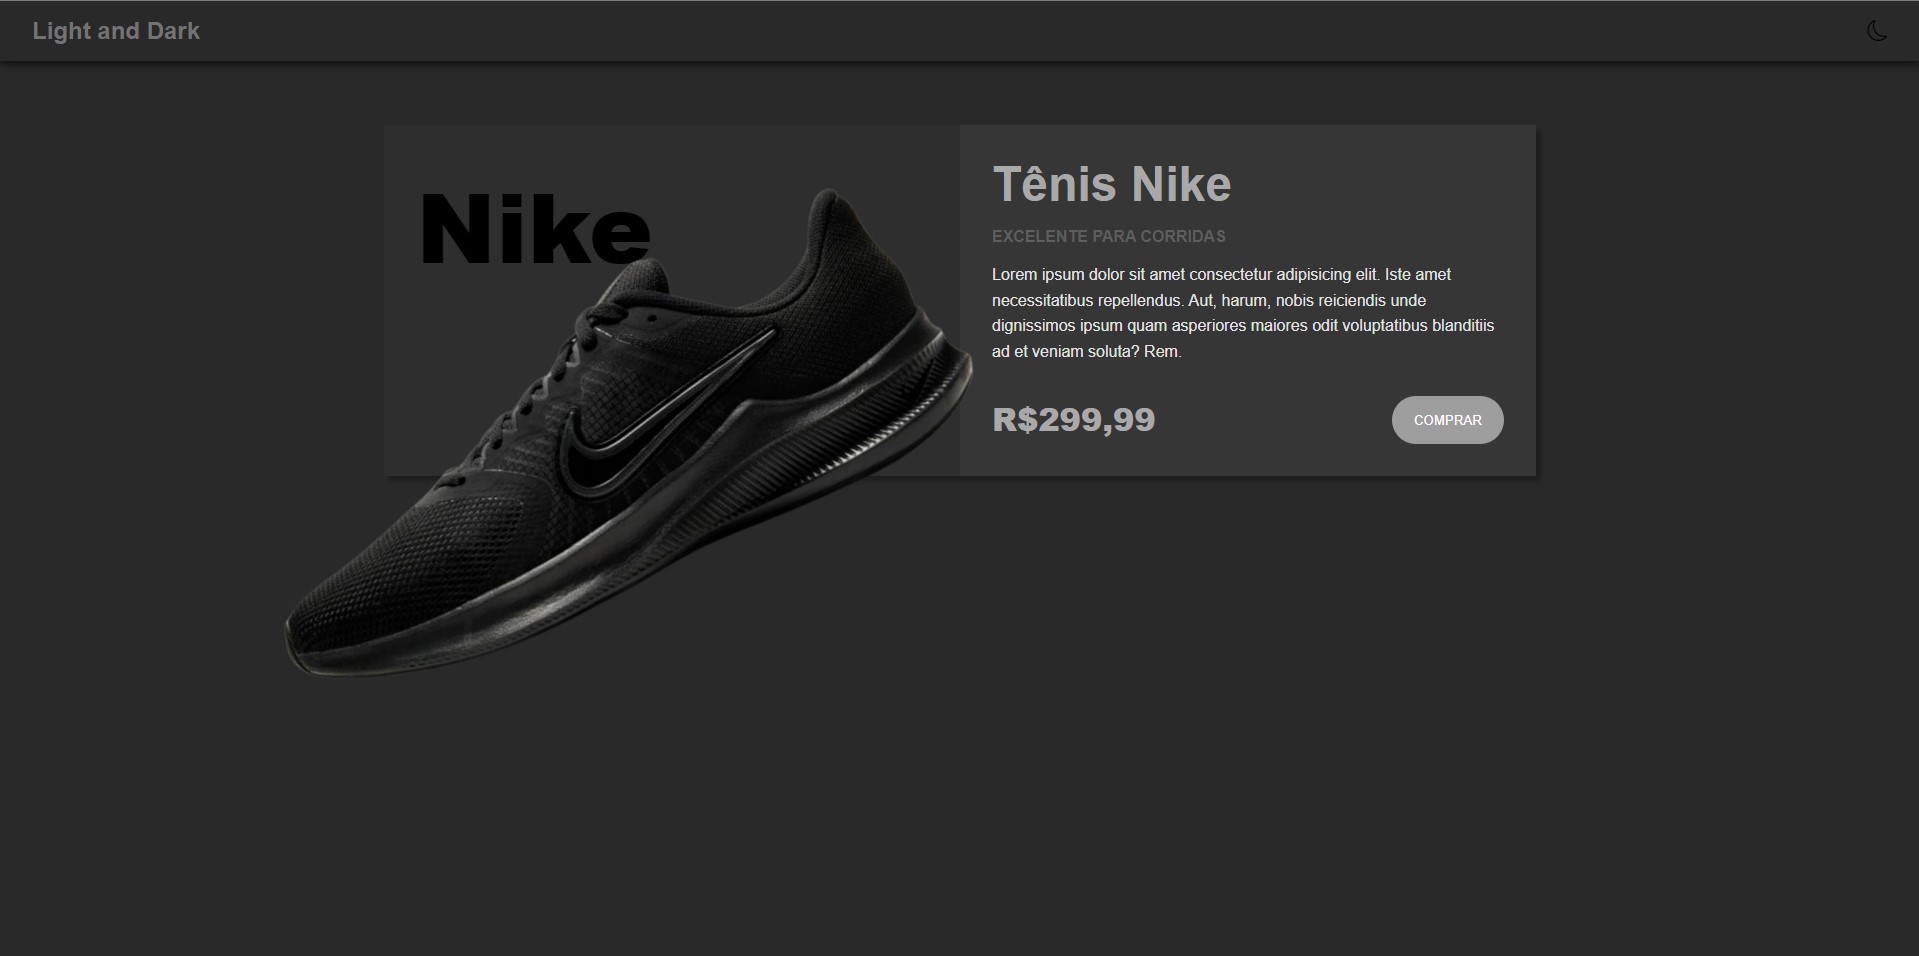 Light and Dark
Nike
Tênis Nike
EXCELENTE PARA CORRIDAS
Lorem ipsum dolor sit amet consectetur adipisicing elit. Iste amet
necessitatibus repellendus. Aut, harum, nobis reiciendis unde
dignissimos ipsum quam asperiores maiores odit voluptatibus blanditiis
ad et veniam soluta? Rem.
R$299,99
COMPRAR